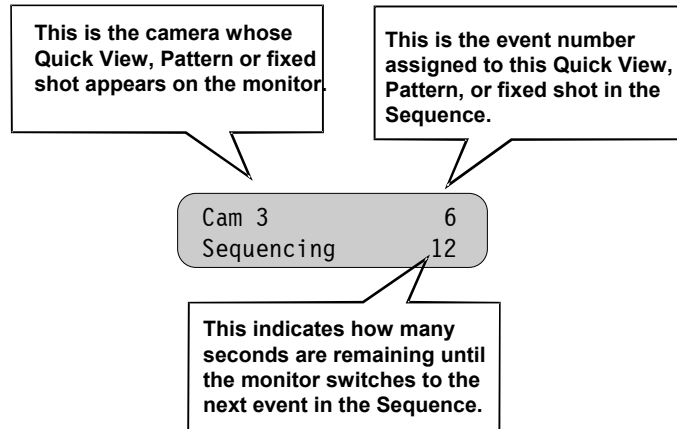 This is the camera whose
Quick View, Pattern or fixed
shot appears on the monitor.
This is the event number
assigned to this Quick View,
Pattern, or fixed shot in the
Sequence.
Cam 3 6
Sequencing 12
This indicates how many
seconds are remaining until
the monitor switches to the
next event in the Sequence.